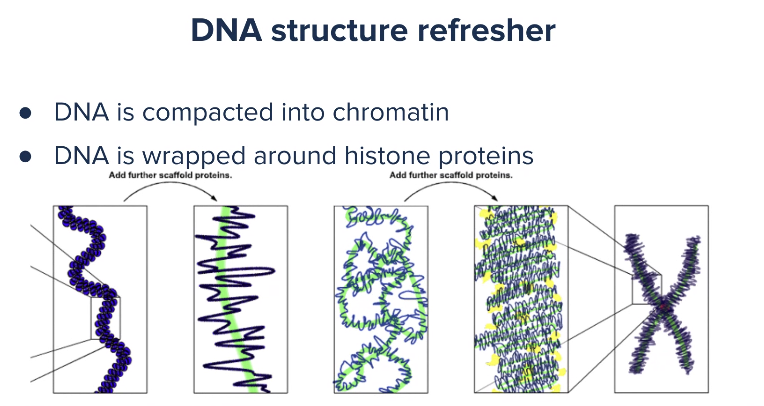 DNA structure refresher
● DNA is compacted into chromatin
● DNA is wrapped around histone proteins
Add further scaffold proteins.
Add further scaffold proteins.